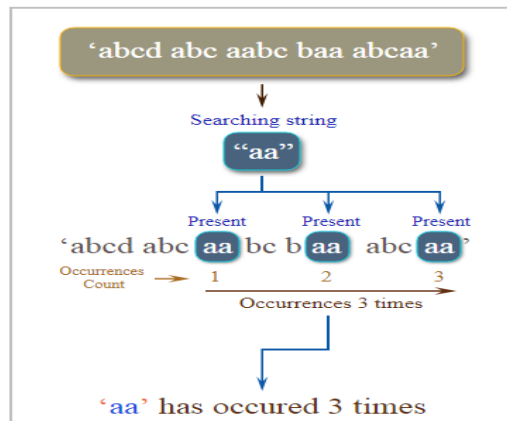 ‘abcd abc aabc baa abcaa’
Searching string
“aa”
Present Present Present
‘abcd abc aa bc b aa abc aa’
Occurrences Count 1 2 3
Occurrences 3 times
‘aa’ has occured 3 times